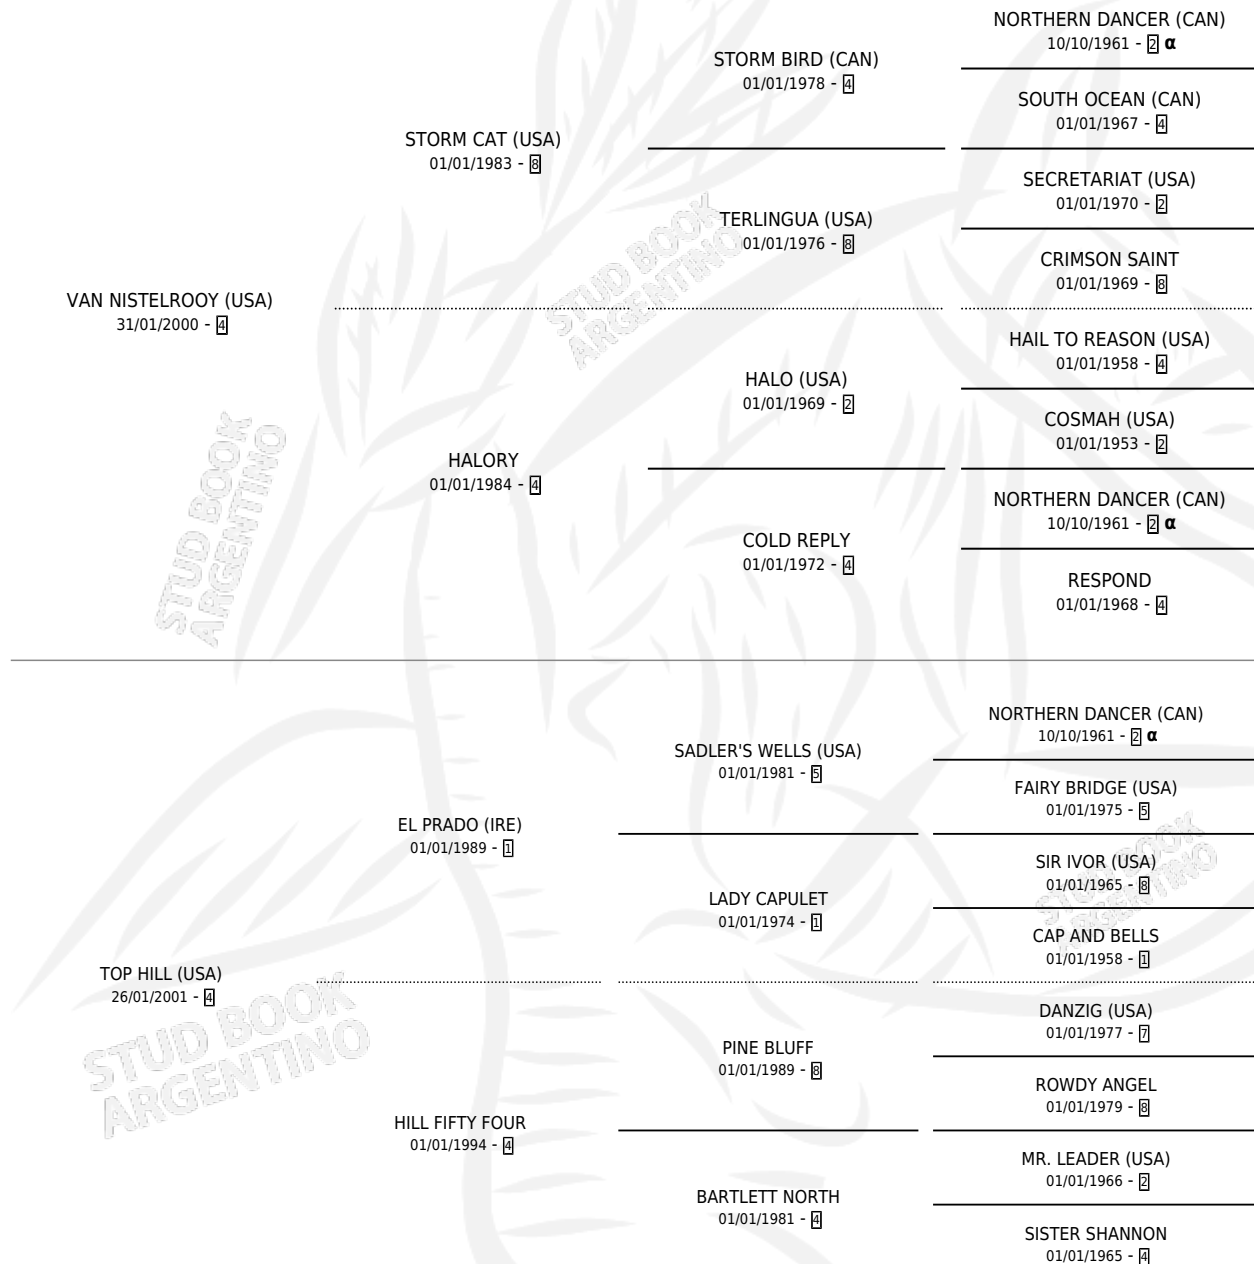 NORTHERN DANCER (CAN)
10/10/1961 - 2 α
STORM BIRD (CAN)
01/01/1978 - 4
SOUTH OCEAN (CAN)
01/01/1967 - 4
STORM CAT (USA)
01/01/1983 - 8
SECRETARIAT (USA)
01/01/1970 - 2
TERLINGUA (USA)
01/01/1976 - 8
CRIMSON SAINT
01/01/1969 - 8
VAN NISTELROOY (USA)
31/01/2000 - 4
HAIL TO REASON (USA)
01/01/1958 - 4
HALO (USA)
01/01/1969 - 2
COSMAH (USA)
01/01/1953 - 2
HALORY
01/01/1984 - 4
NORTHERN DANCER (CAN)
10/10/1961 - 2 α
COLD REPLY
01/01/1972 - 4
RESPOND
01/01/1968 - 4
NORTHERN DANCER (CAN)
10/10/1961 - 2 α
SADLER'S WELLS (USA)
01/01/1981 - 5
FAIRY BRIDGE (USA)
01/01/1975 - 5
EL PRADO (IRE)
01/01/1989 - 1
SIR IVOR (USA)
01/01/1965 - 8
LADY CAPULET
01/01/1974 - 1
CAP AND BELLS
01/01/1958 - 1
TOP HILL (USA)
26/01/2001 - 4
DANZIG (USA)
01/01/1977 - 7
PINE BLUFF
01/01/1989 - 8
ROWDY ANGEL
01/01/1979 - 8
HILL FIFTY FOUR
01/01/1994 - 4
MR. LEADER (USA)
01/01/1966 - 2
BARTLETT NORTH
01/01/1981 - 4
SISTER SHANNON
01/01/1965 - 4
STUD BOOK
ARGENTINO
STUD BOOK
ARGENTINO
STUD BOOK
ARGENTINO
STUD BOOK
ARGENTINO